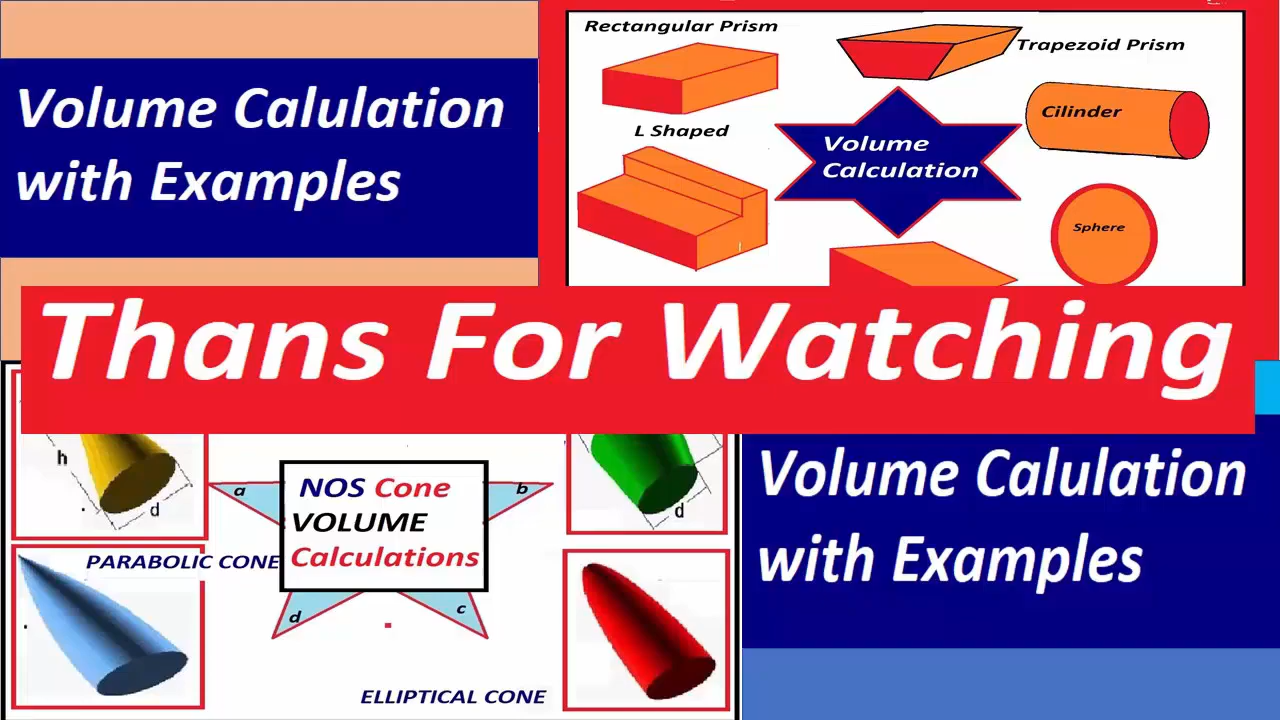 Volume Calulation
with Examples
Rectangular Prism
Trapezoid Prism
Cilinder
L Shaped
Volume
Calculation
Sphere
Thans For Watching
h
d
a
NOS Cone
VOLUME
Calculations
b
d
PARABOLIC CONE
d
c
ELLIPTICAL CONE
Volume Calulation
with Examples